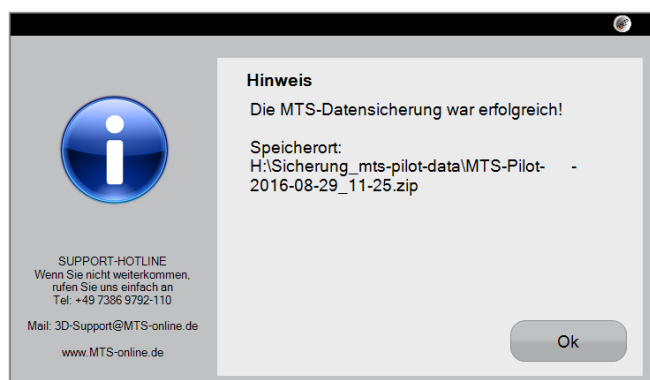 Hinweis
Die MTS-Datensicherung war erfolgreich!
Speicherort:
H:\Sicherung_mts-pilot-data\MTS-Pilot- -
2016-08-29_11-25.zip
SUPPORT-HOTLINE
Wenn Sie nicht weiterkommen,
rufen Sie uns einfach an
Tel: +49 7386 9792-110
Mail: 3D-Support@MTS-online.de
www.MTS-online.de
Ok